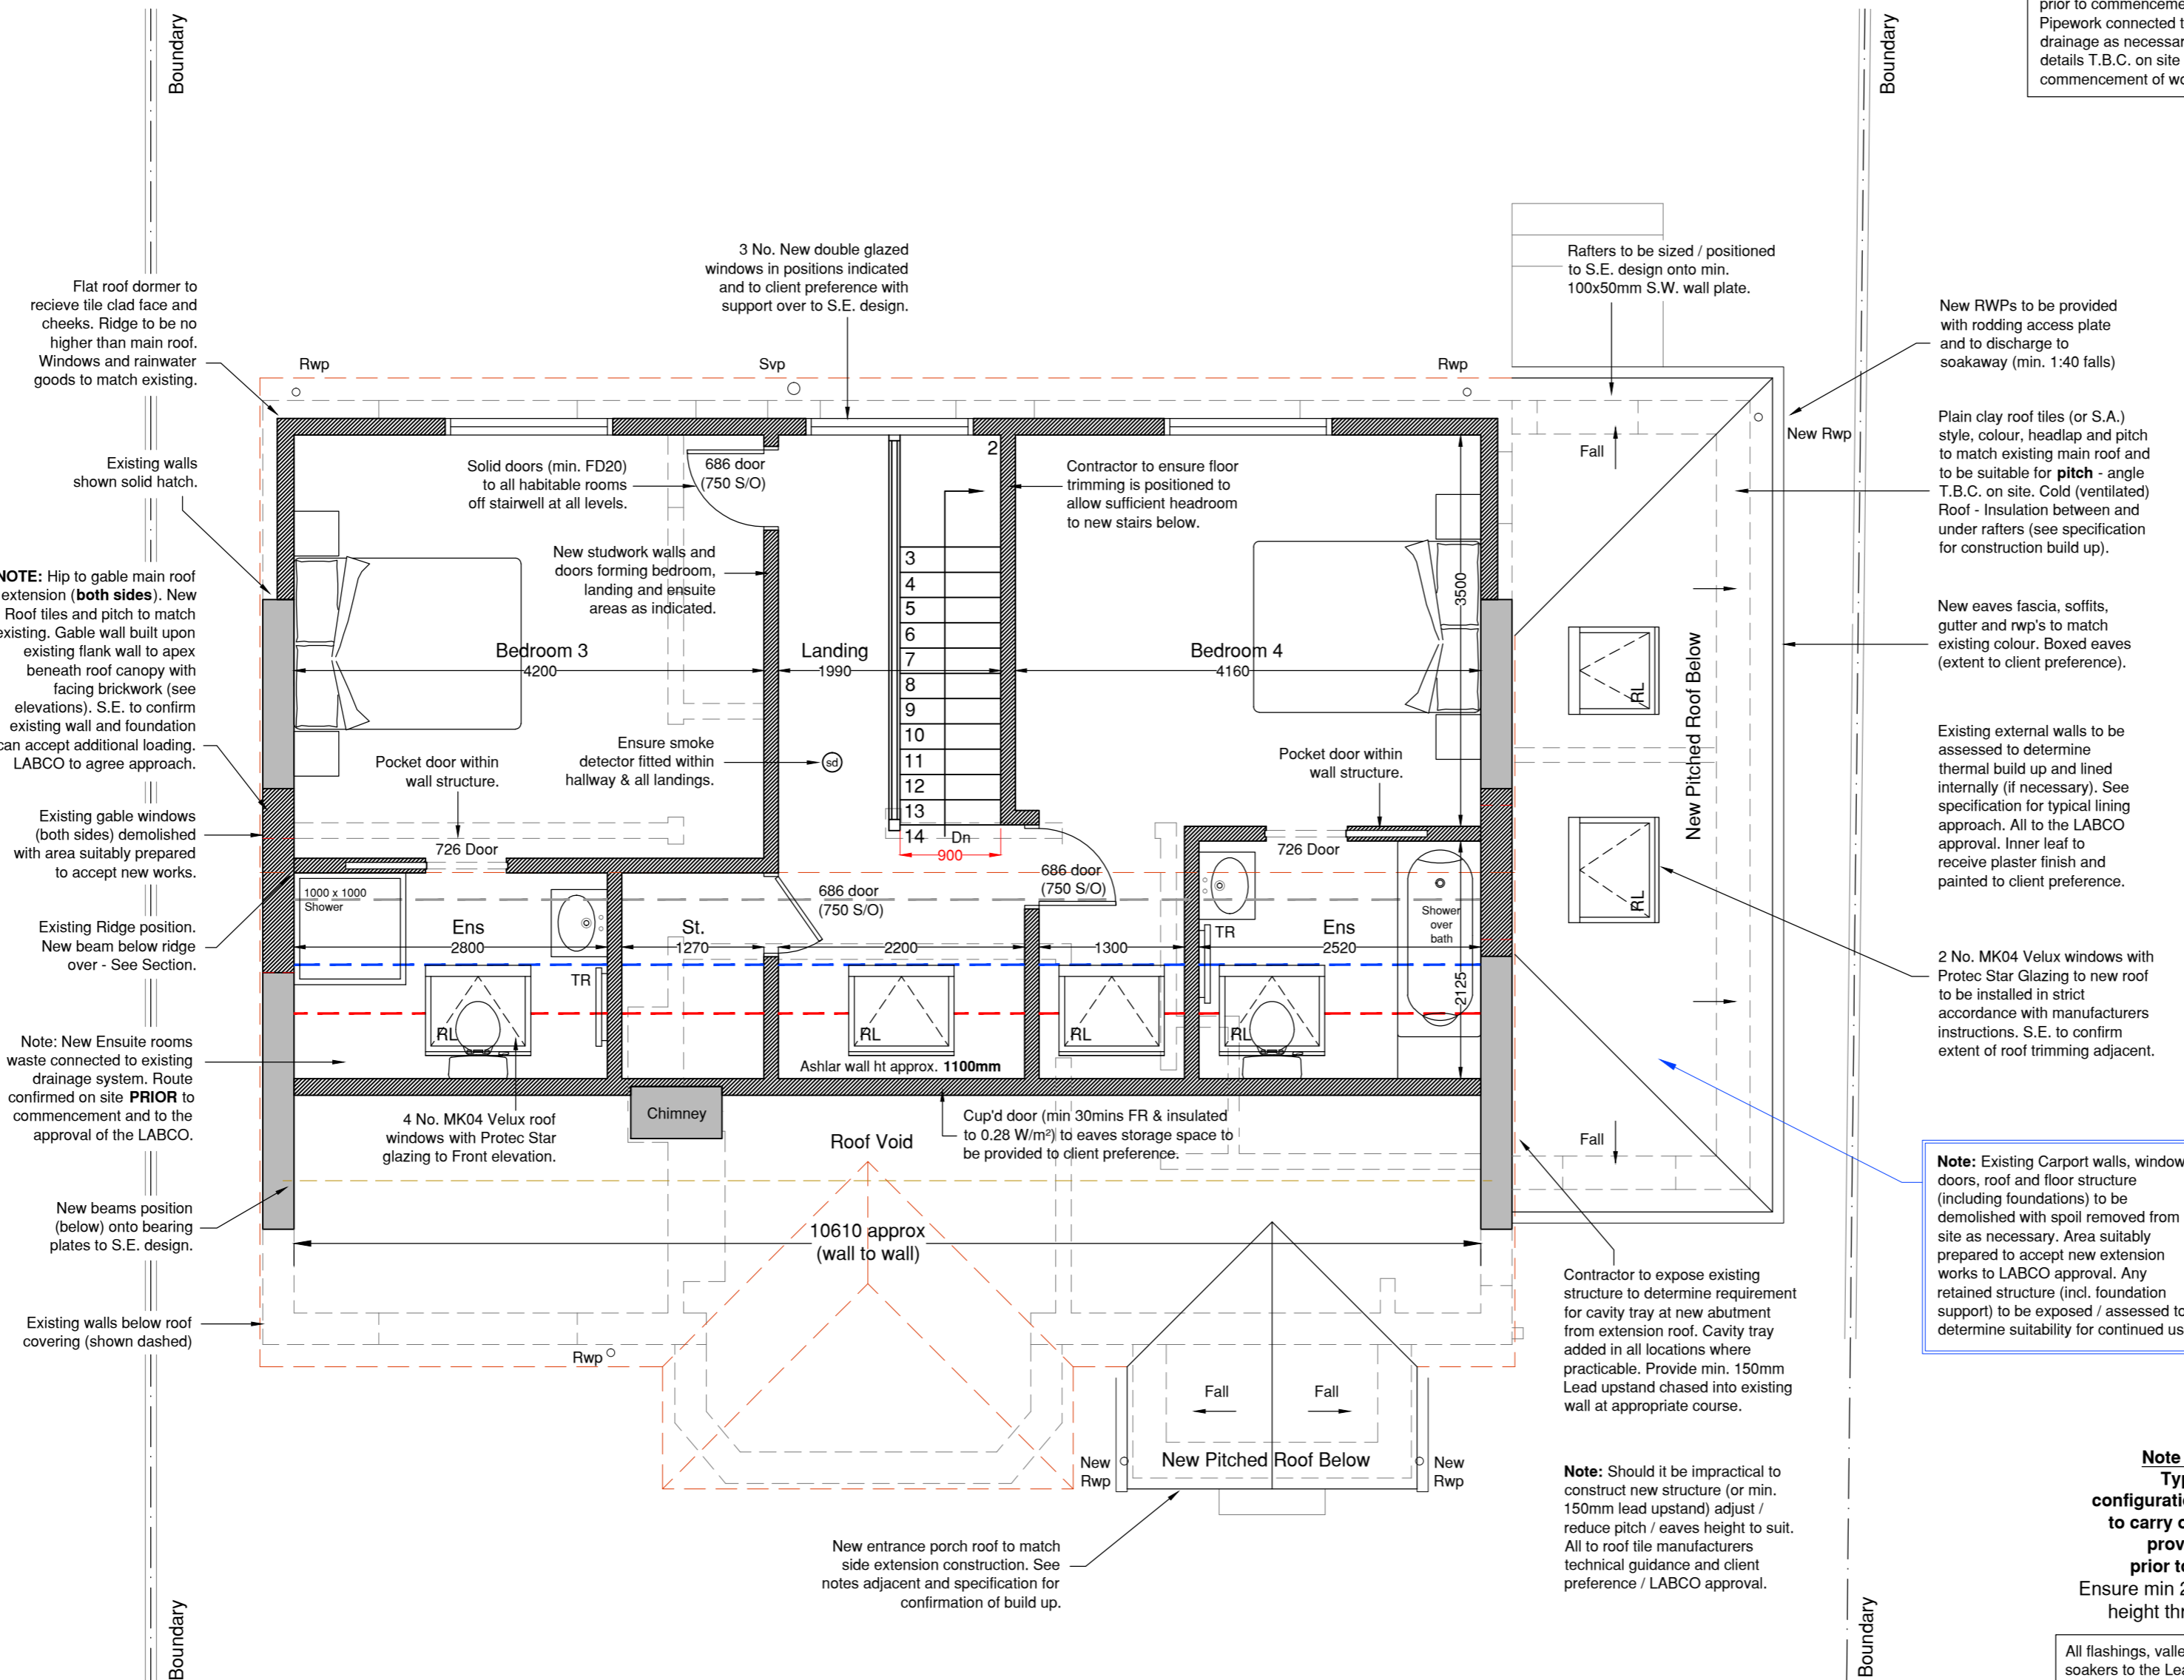 Boundary
Boundary
prior to commenceme
Pipework connected t
drainage as necessar
details T.B.C. on site
commencement of wo
3 No. New double glazed
windows in positions indicated
and to client preference with
support over to S.E. design.
Rafters to be sized / positioned
to S.E. design onto min.
100x50mm S.W. wall plate.
Flat roof dormer to
recieve tile clad face and
cheeks. Ridge to be no
higher than main roof.
Windows and rainwater
goods to match existing.
New RWPs to be provided
with rodding access plate
and to discharge to
soakaway (min. 1:40 falls)
Rwp
Svp
Rwp
New Rwp
Fall
Plain clay roof tiles (or S.A.)
style, colour, headlap and pitch
to match existing main roof and
to be suitable for pitch - angle
T.B.C. on site. Cold (ventilated)
Roof - Insulation between and
under rafters (see specification
for construction build up).
Existing walls
shown solid hatch.
Solid doors (min. FD20)
to all habitable rooms
off stairwell at all levels.
686 door
(750 S/O)
2
Contractor to ensure floor
trimming is positioned to
allow sufficient headroom
to new stairs below.
New studwork walls and
doors forming bedroom,
landing and ensuite
areas as indicated.
3
4
5
6
7
8
9
10
11
12
13
14
Dn
900
3500
NOTE: Hip to gable main roof
extension (both sides). New
Roof tiles and pitch to match
existing. Gable wall built upon
existing flank wall to apex
beneath roof canopy with
facing brickwork (see
elevations). S.E. to confirm
existing wall and foundation
can accept additional loading.
LABCO to agree approach.
New eaves fascia, soffits,
gutter and rwp's to match
existing colour. Boxed eaves
(extent to client preference).
Bedroom 3
4200
Landing
1990
Bedroom 4
4160
RL
New Pitched Roof Below
Existing external walls to be
assessed to determine
thermal build up and lined
internally (if necessary). See
specification for typical lining
approach. All to the LABCO
approval. Inner leaf to
receive plaster finish and
painted to client preference.
Pocket door within
wall structure.
Ensure smoke
detector fitted within
hallway & all landings.
sd
Pocket door within
wall structure.
Existing gable windows
(both sides) demolished
with area suitably prepared
to accept new works.
726 Door
726 Door
RL
1000 x 1000
Shower
686 door
(750 S/O)
686 door
(750 S/O)
Shower
over
bath
Existing Ridge position.
New beam below ridge
over - See Section.
Ens
2800
St.
1270
2200
1300
TR
Ens
2520
TR
2125
2 No. MK04 Velux windows with
Protec Star Glazing to new roof
to be installed in strict
accordance with manufacturers
instructions. S.E. to confirm
extent of roof trimming adjacent.
RL
RL
RL
RL
Note: New Ensuite rooms
waste connected to existing
drainage system. Route
confirmed on site PRIOR to
commencement and to the
approval of the LABCO.
Ashlar wall ht approx. 1100mm
4 No. MK04 Velux roof
windows with Protec Star
glazing to Front elevation.
Chimney
Roof Void
Cup'd door (min 30mins FR & insulated
to 0.28 W/m²) to eaves storage space to
be provided to client preference.
Fall
Note: Existing Carport walls, window
doors, roof and floor structure
(including foundations) to be
demolished with spoil removed from
site as necessary. Area suitably
prepared to accept new extension
works to LABCO approval. Any
retained structure (incl. foundation
support) to be exposed / assessed to
determine suitability for continued us
New beams position
(below) onto bearing
plates to S.E. design.
10610 approx
(wall to wall)
Contractor to expose existing
structure to determine requirement
for cavity tray at new abutment
from extension roof. Cavity tray
added in all locations where
practicable. Provide min. 150mm
Lead upstand chased into existing
wall at appropriate course.
Existing walls below roof
covering (shown dashed)
Rwp
Fall
Fall
New
Rwp
New Pitched Roof Below
New
Rwp
Note: Should it be impractical to
construct new structure (or min.
150mm lead upstand) adjust /
reduce pitch / eaves height to suit.
All to roof tile manufacturers
technical guidance and client
preference / LABCO approval.
New entrance porch roof to match
side extension construction. See
notes adjacent and specification for
confirmation of build up.
Note
Typ
configuratio
to carry o
prov
prior to
Ensure min 2
height thr
Boundary
Boundary
All flashings, valle
soakers to the Lea